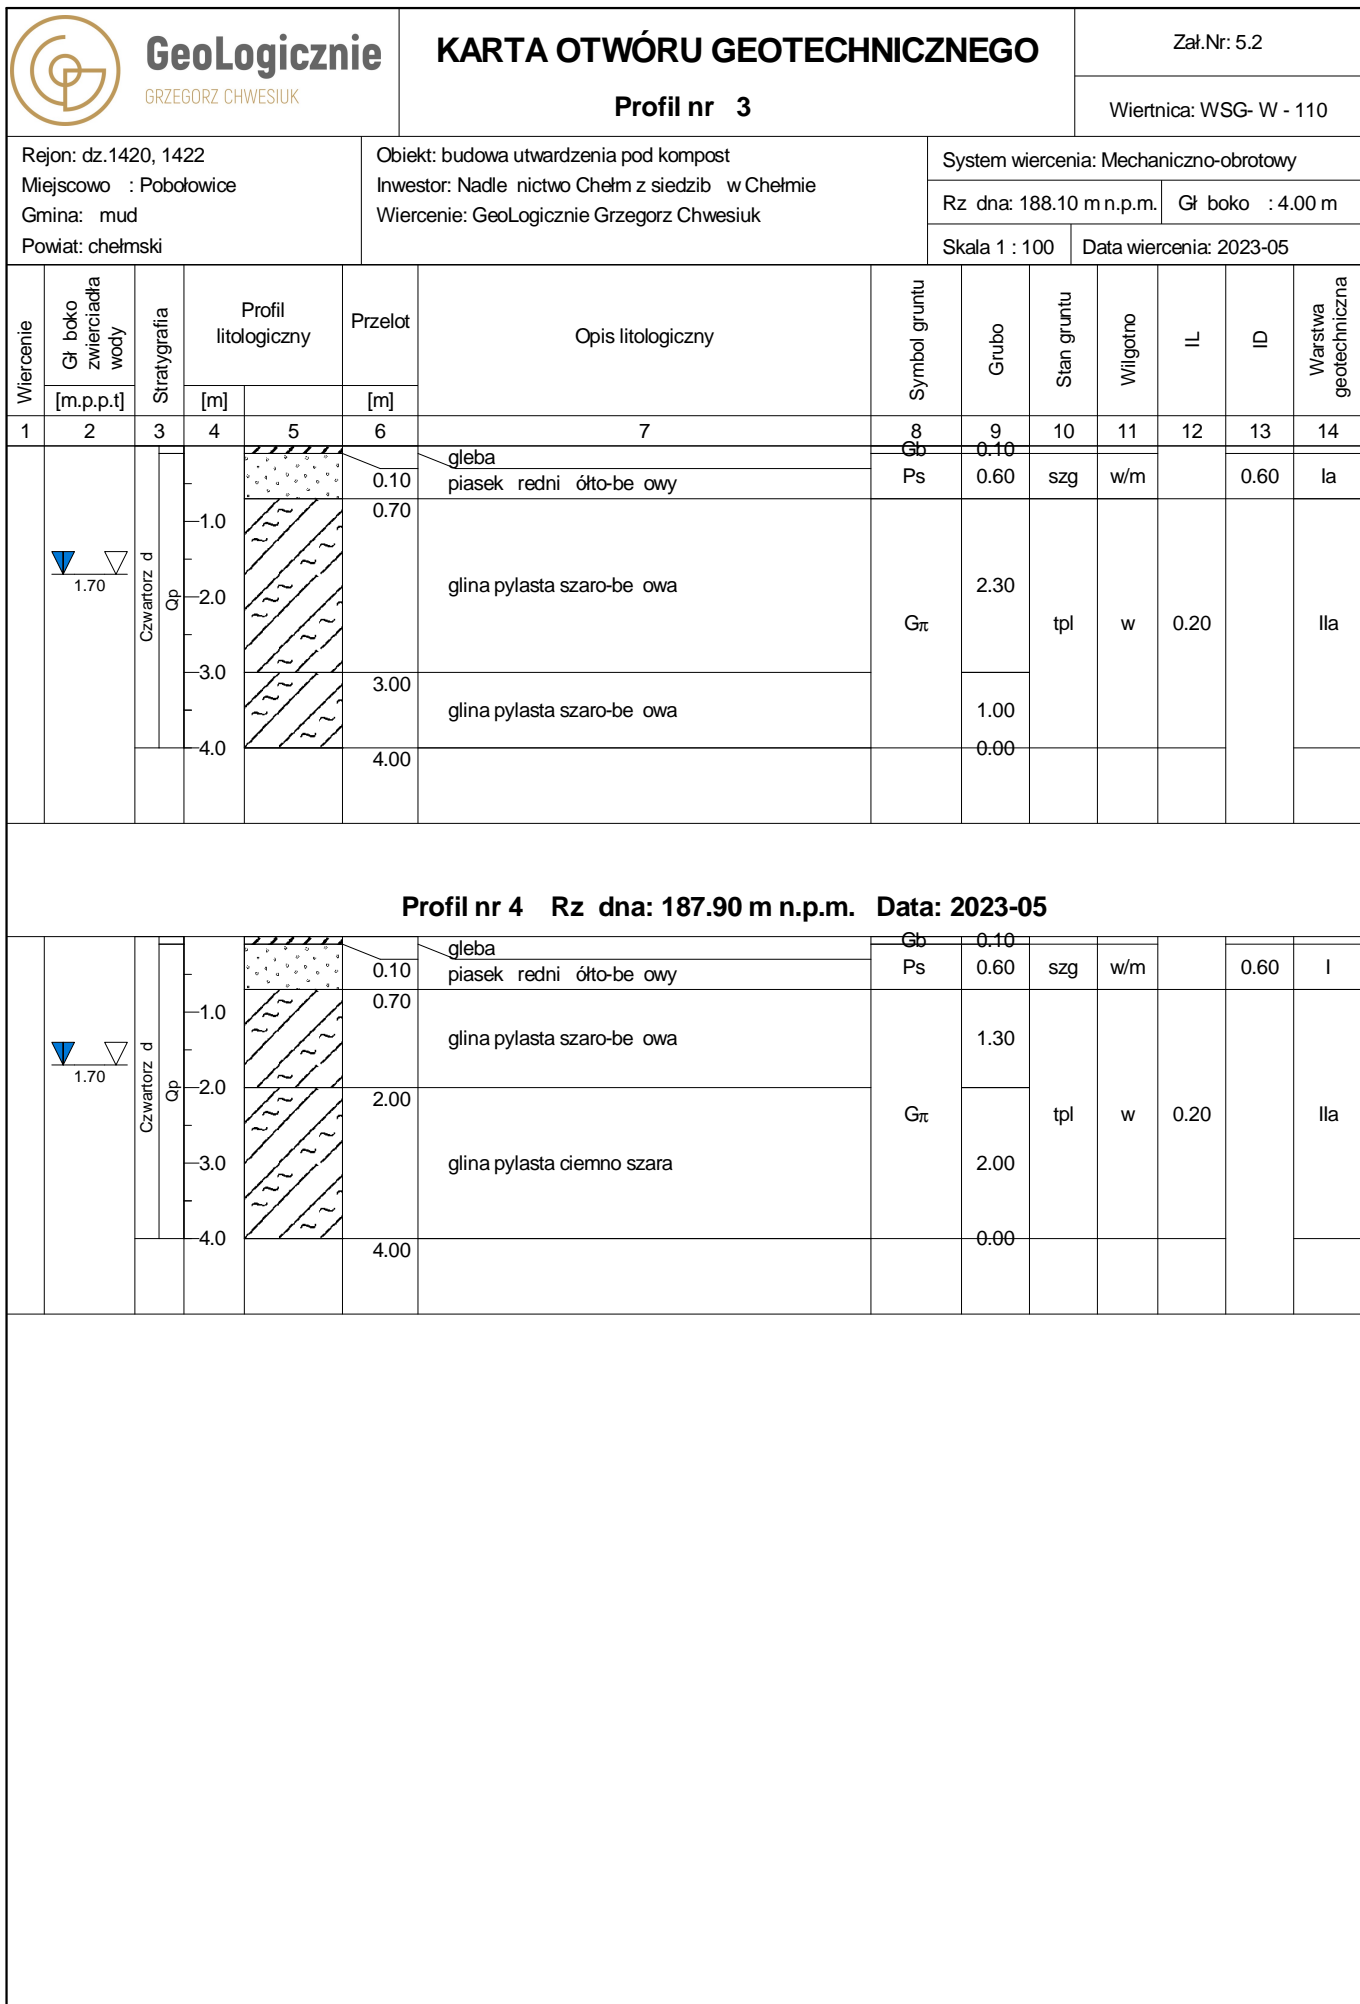 GeoLogicznie
GRZEGORZ CHWESIUK
KARTA OTWÓRU GEOTECHNICZNEGO
Profil nr 3
Zał.Nr: 5.2
Wiertnica: WSG- W - 110
Rejon: dz.1420, 1422
Miejscowo : Pobołowice
Gmina: mud
Powiat: chełmski
Obiekt: budowa utwardzenia pod kompost
Inwestor: Nadle nictwo Chełm z siedzib w Chełmie
Wiercenie: GeoLogicznie Grzegorz Chwesiuk
System wiercenia: Mechaniczno-obrotowy
Rz dna: 188.10 m n.p.m. Gł boko : 4.00 m
Skala 1 : 100 Data wiercenia: 2023-05
Wiercenie
Gł boko
zwierciadła
wody
[m.p.p.t]
Stratygrafia
Profil
litologiczny
[m]
Przelot
[m]
Opis litologiczny
Symbol gruntu
Grubo
Stan gruntu
Wilgotno
IL
ID
Warstwa
geotechniczna
1 2 3 4 5 6 7 8 9 10 11 12 13 14
gleba Gb 0.10
0.10 piasek redni ółto-be owy Ps 0.60 szg w/m 0.60 Ia
0.70
1.0
1.70
Czwartorz d
Qp
2.0
glina pylasta szaro-be owa 2.30
Gπ tpl w 0.20 IIa
3.0
3.00
glina pylasta szaro-be owa 1.00
4.0 0.00
4.00
Profil nr 4 Rz dna: 187.90 m n.p.m. Data: 2023-05
gleba Gb 0.10
0.10 piasek redni ółto-be owy Ps 0.60 szg w/m 0.60 I
0.70
1.0
glina pylasta szaro-be owa 1.30
1.70
Czwartorz d
Qp
2.0
2.00
Gπ tpl w 0.20 IIa
3.0 glina pylasta ciemno szara 2.00
4.0 0.00
4.00